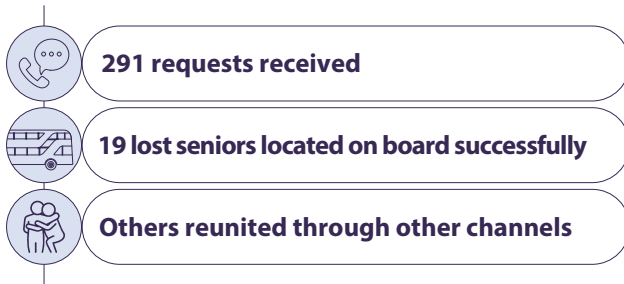 291 requests received
19 lost seniors located on board successfully
Others reunited through other channels